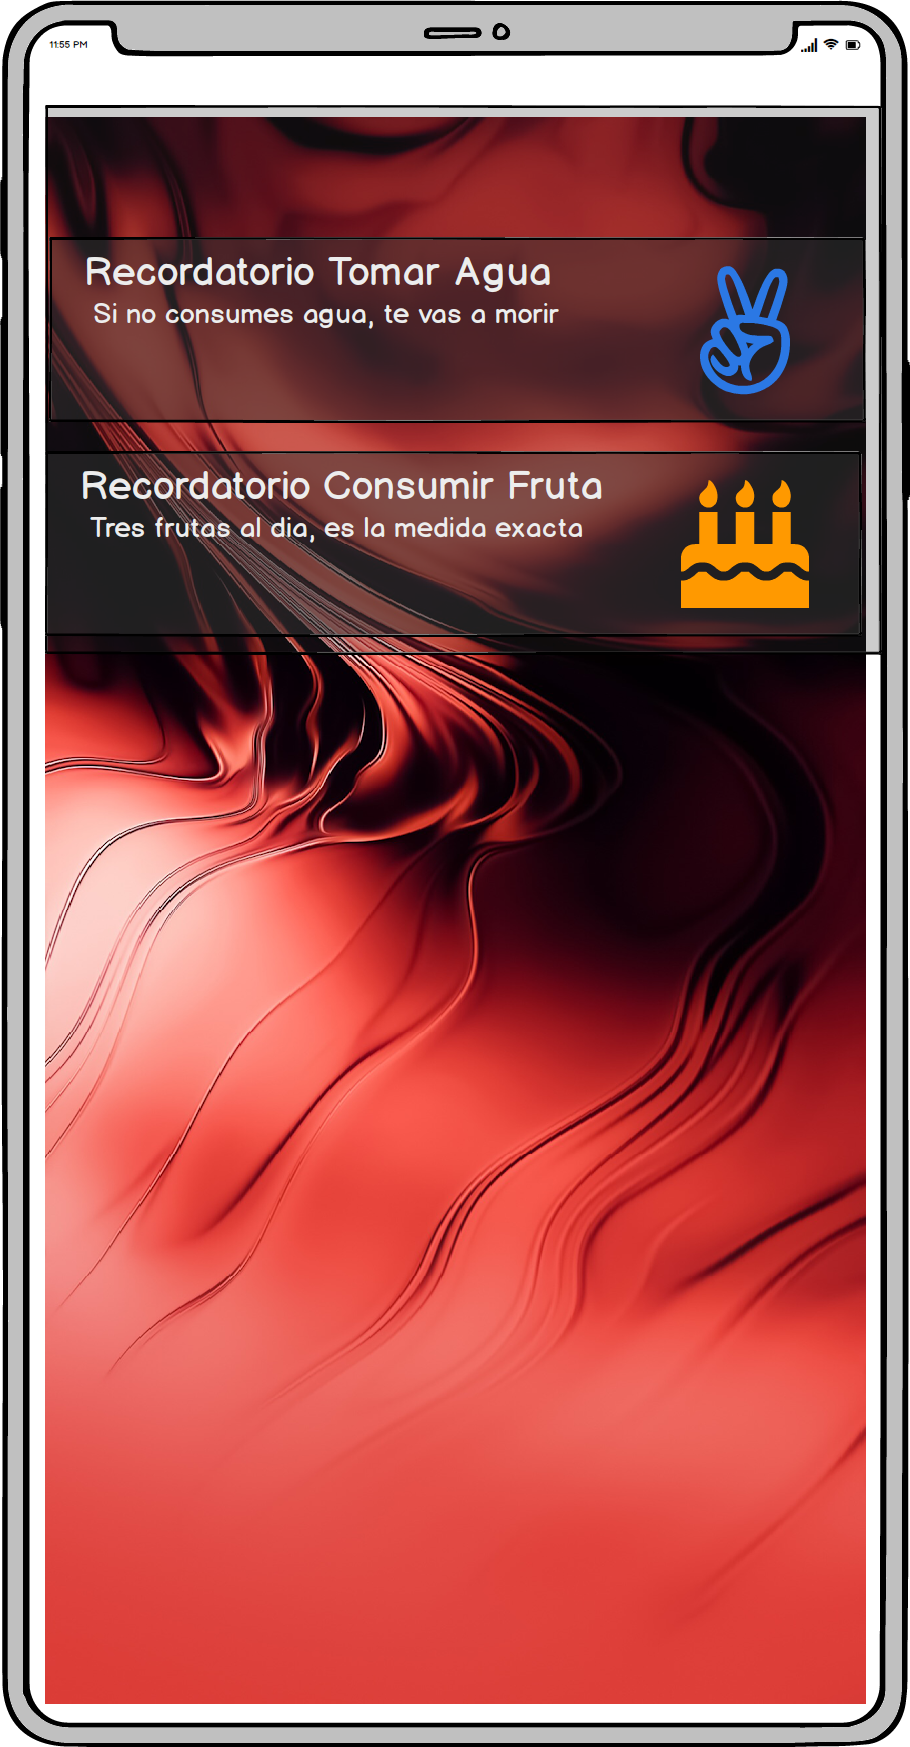 11:55 PM
Recordatorio Tomar Agua
Si no consumes agua, te vas a morir
Recordatorio Consumir Fruta
Tres frutas al dia, es la medida exacta